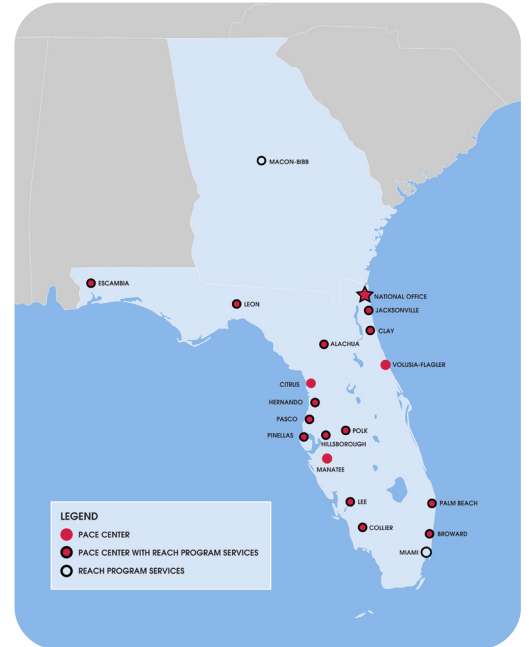 MACON-BIBB
ESCAMBIA
LEON
NATIONAL OFFICE
JACKSONVILLE
CLAY
ALACHUA
VOLUSIA-FLAGLER
CITRUS
HERNANDO
PASCO
PINELLAS
POLK
HILLSBOROUGH
MANATEE
LEE
PALM BEACH
COLLIER
BROWARD
MIAMI
LEGEND
PACE CENTER
PACE CENTER WITH REACH PROGRAM SERVICES
REACH PROGRAM SERVICES